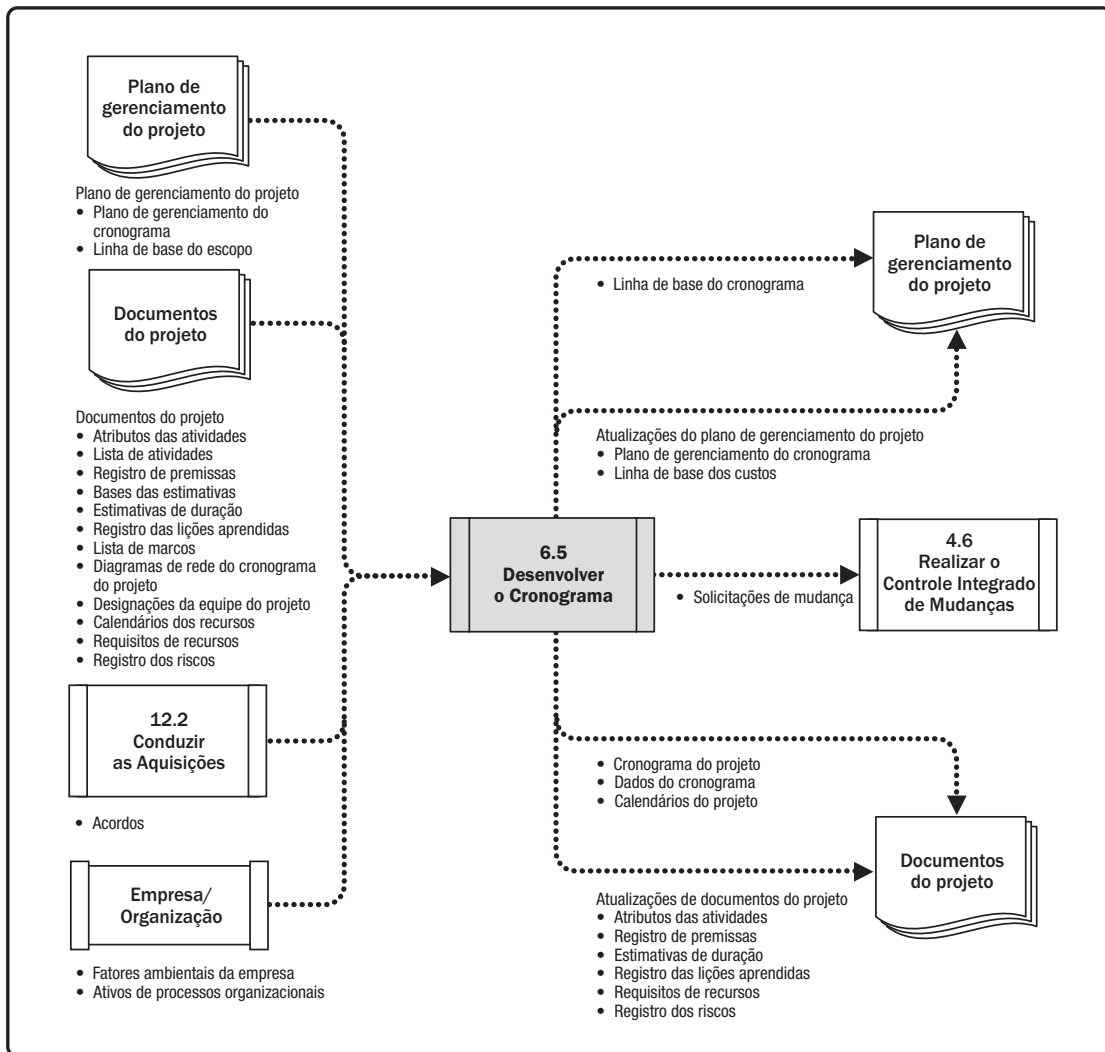 Plano de
gerenciamento
do projeto
Plano de gerenciamento do projeto
• Plano de gerenciamento do
cronograma
• Linha de base do escopo
Documentos
do projeto
Documentos do projeto
• Atributos das atividades
• Lista de atividades
• Registro de premissas
• Bases das estimativas
• Estimativas de duração
• Registro das lições aprendidas
• Lista de marcos
• Diagramas de rede do cronograma
do projeto
• Designações da equipe do projeto
• Calendários dos recursos
• Requisitos de recursos
• Registro dos riscos
12.2
Conduzir
as Aquisições
• Acordos
Empresa/
Organização
• Fatores ambientais da empresa
• Ativos de processos organizacionais
6.5
Desenvolver
o Cronograma
• Linha de base do cronograma
Plano de
gerenciamento
do projeto
Atualizações do plano de gerenciamento do projeto
• Plano de gerenciamento do cronograma
• Linha de base dos custos
• Solicitações de mudança
4.6
Realizar o
Controle Integrado
de Mudanças
• Cronograma do projeto
• Dados do cronograma
• Calendários do projeto
Documentos
do projeto
Atualizações de documentos do projeto
• Atributos das atividades
• Registro de premissas
• Estimativas de duração
• Registro das lições aprendidas
• Requisitos de recursos
• Registro dos riscos